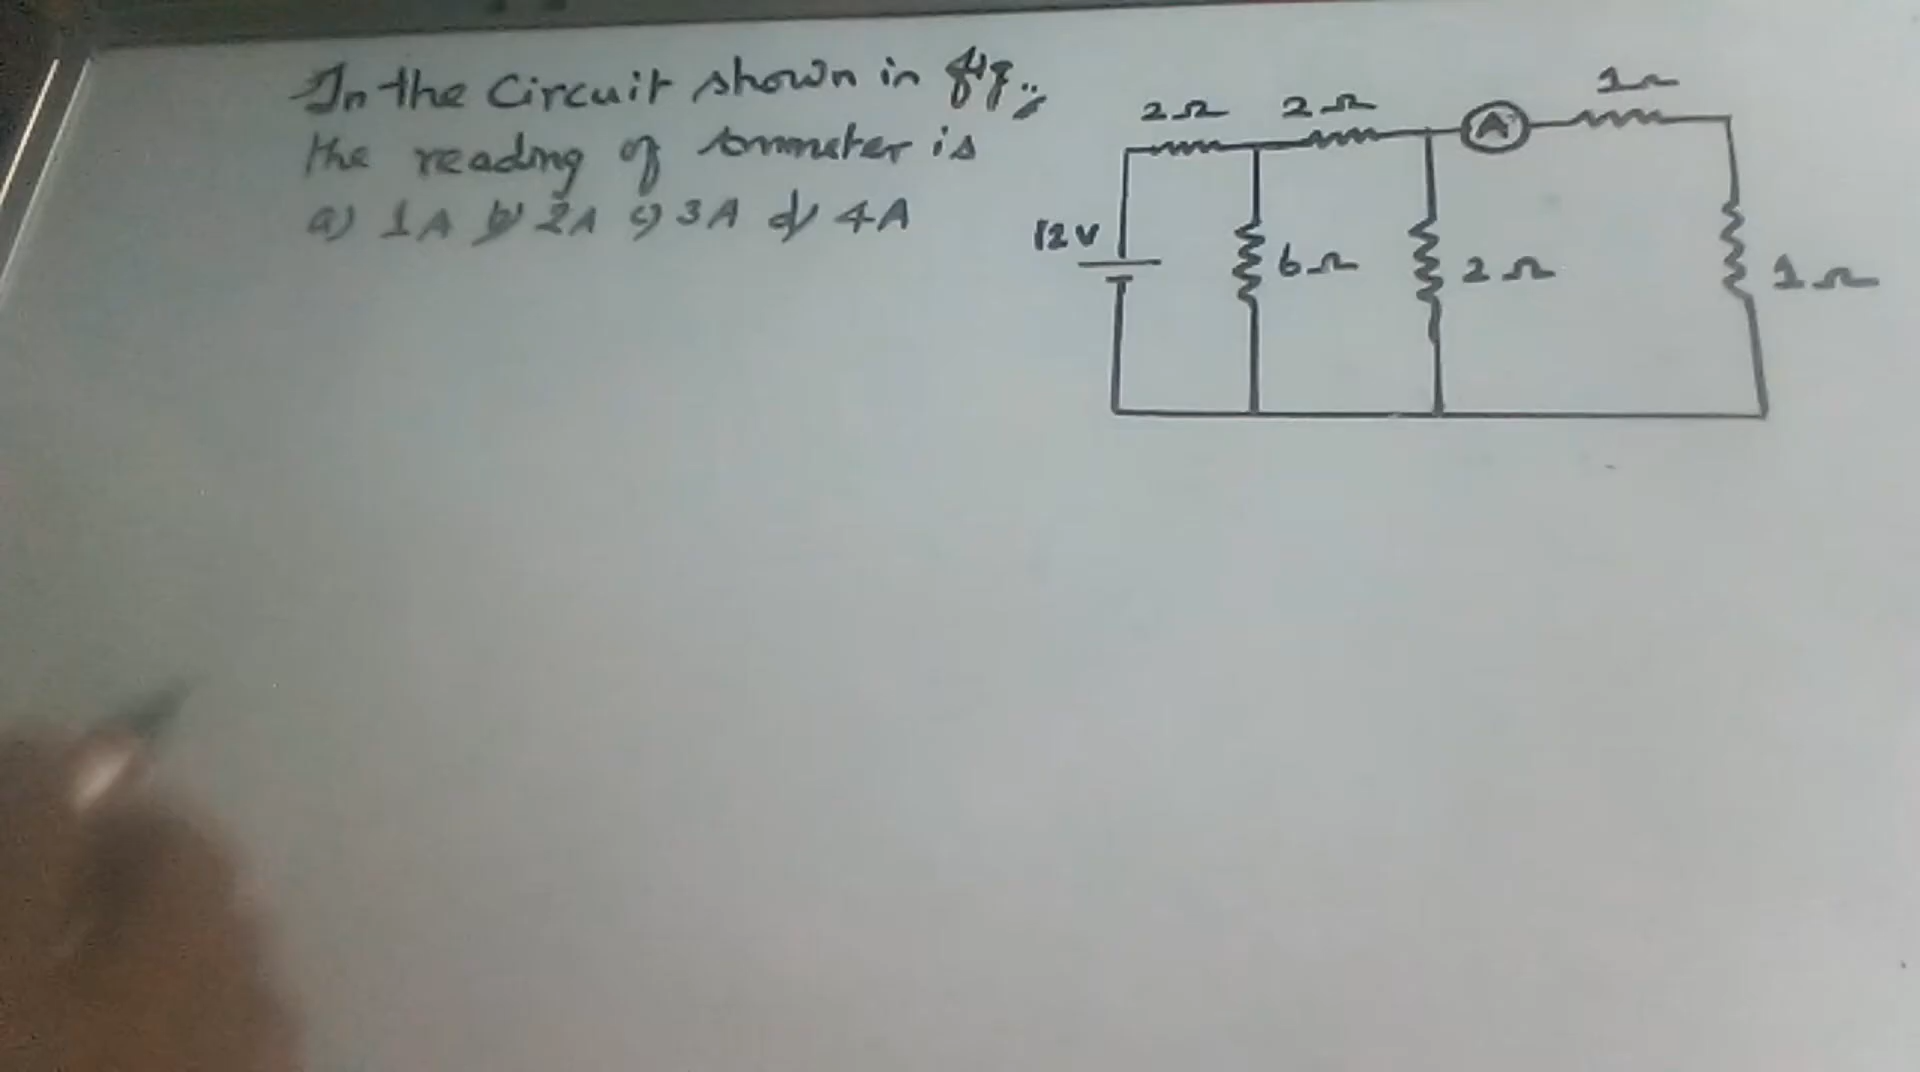 In the circuit shown in fig.;
the reading of ammeter is
a) 1A b) 2A c) 3A d) 4A
2Ω 2Ω A 1Ω
12V 6Ω 2Ω 1Ω